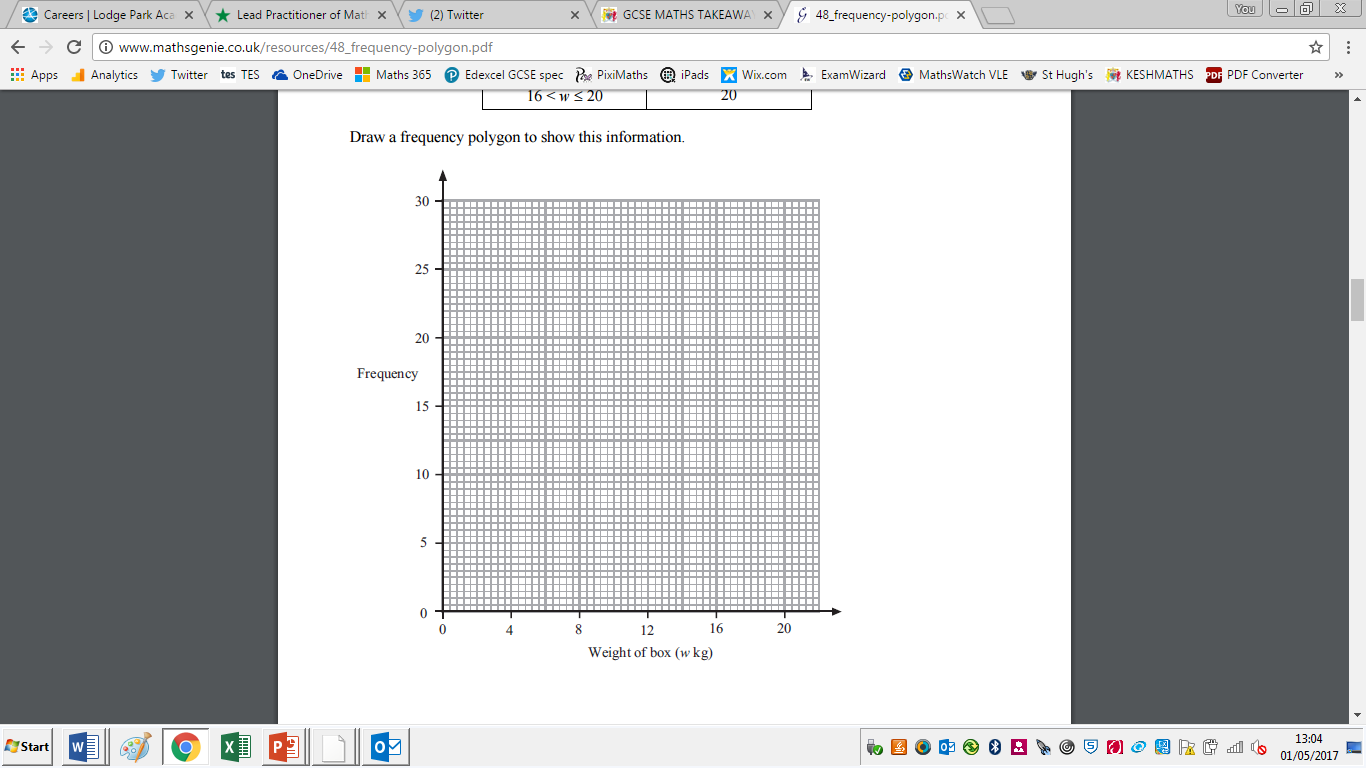 Careers | Lodge Park Aca
Lead Practitioner of Mat
(2) Twitter
GCSE MATHS TAKEAWA
48_frequency-polygon.p
You
www.mathsgenie.co.uk/resources/48_frequency-polygon.pdf
Apps Analytics Twitter tes TES OneDrive Maths 365 Edexcel GCSE spec PixiMaths iPads Wix.com ExamWizard MathsWatch VLE St Hugh's KESHMATHS PDF PDF Converter »
16 < w ≤ 20 20
Draw a frequency polygon to show this information.
30
25
20
Frequency
15
10
5
0
0 4 8 12 16 20
Weight of box (w kg)
Start
13:04
01/05/2017